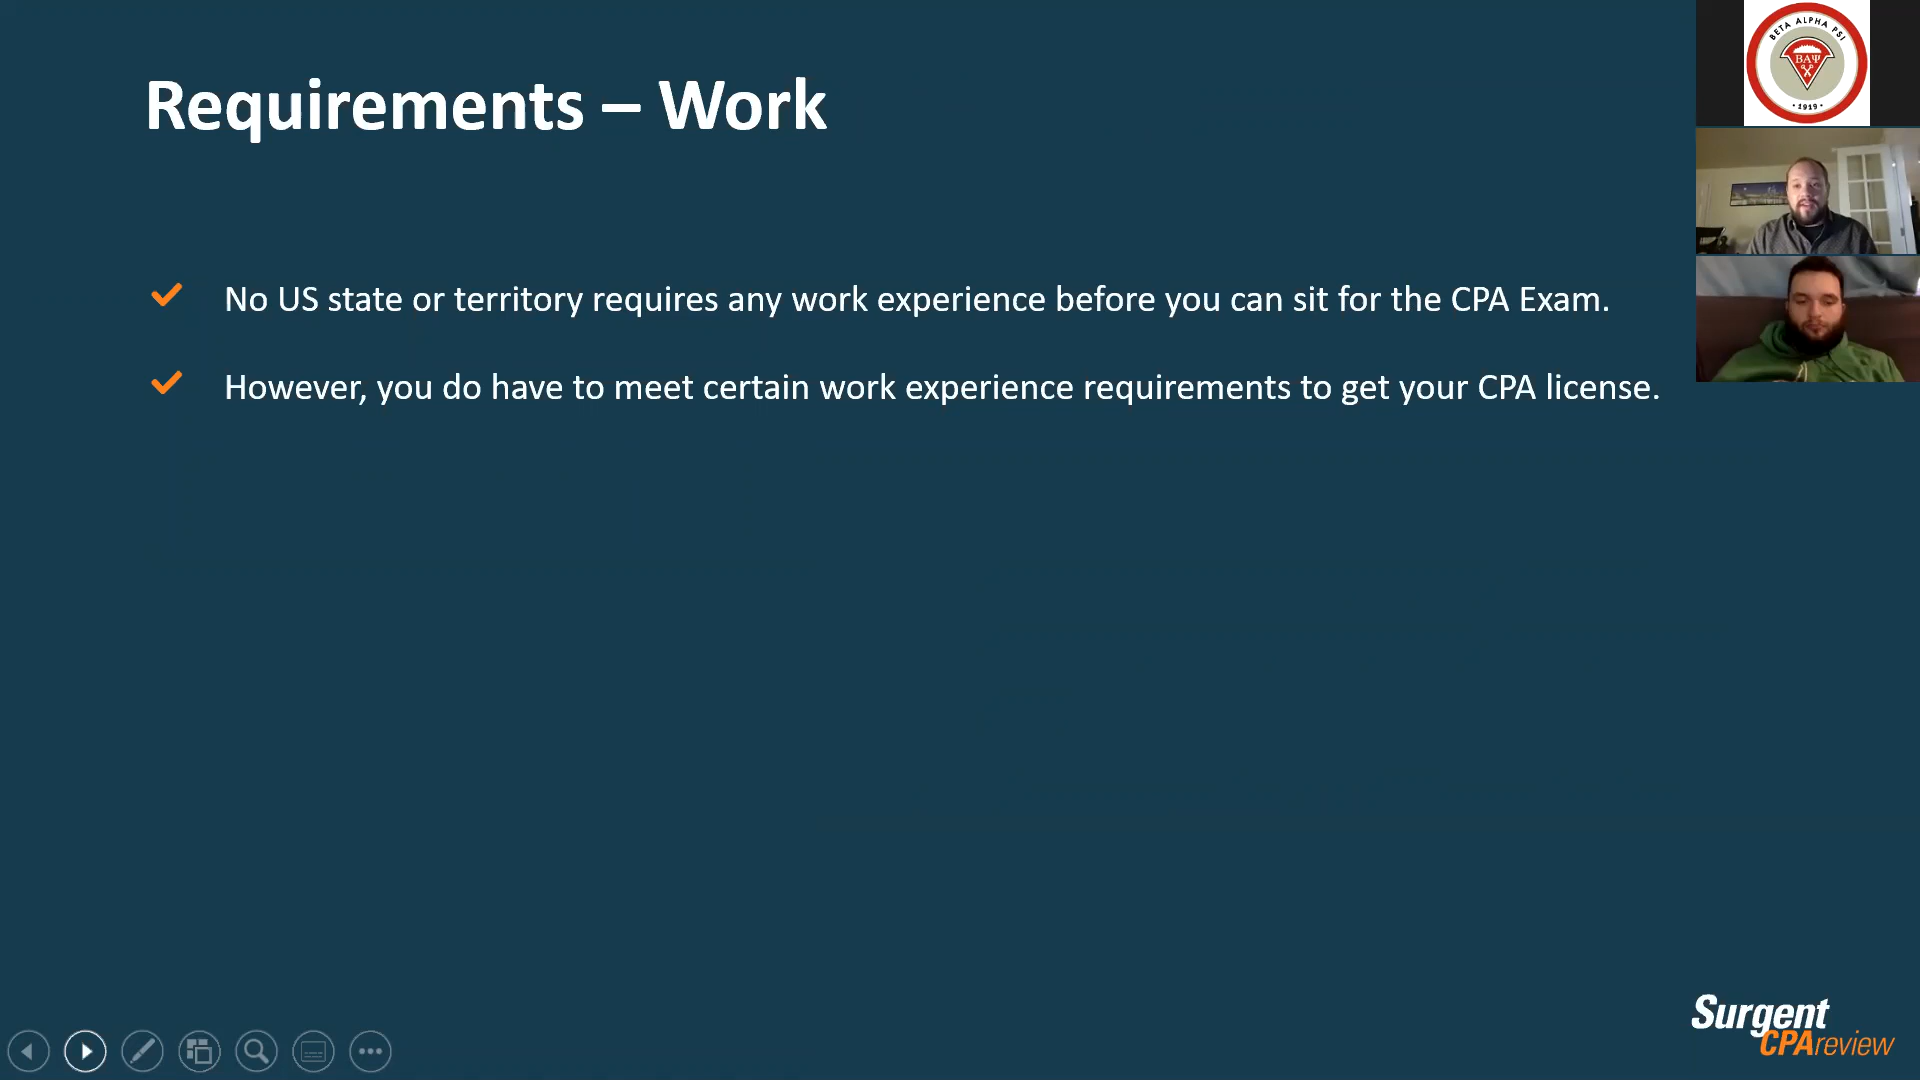 Requirements – Work
No US state or territory requires any work experience before you can sit for the CPA Exam.
However, you do have to meet certain work experience requirements to get your CPA license.
BETA ALPHA PSI
ΒΑΨ
• 1919 •
Surgent
CPAreview